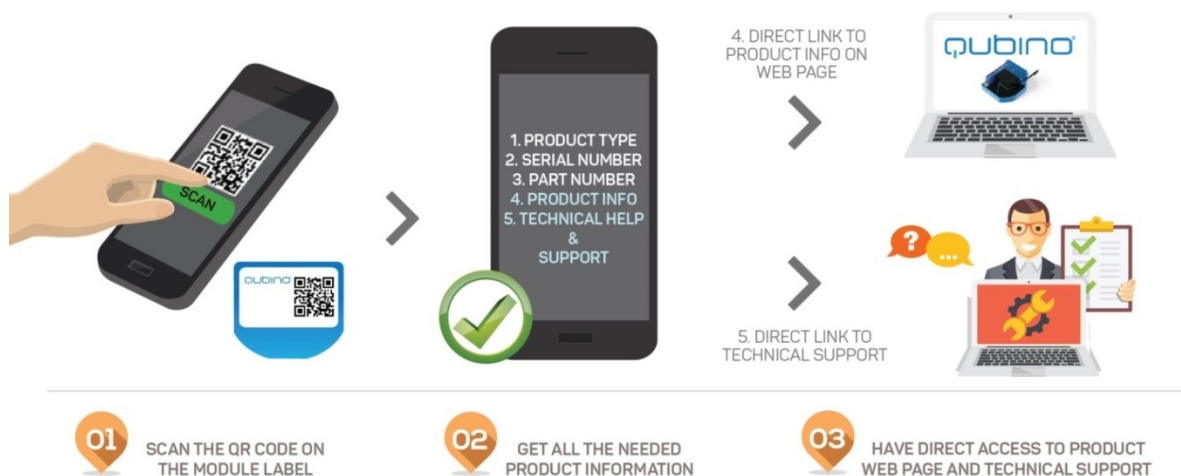 SCAN
QUBINO
1. PRODUCT TYPE
2. SERIAL NUMBER
3. PART NUMBER
4. PRODUCT INFO
5. TECHNICAL HELP
&
SUPPORT
4. DIRECT LINK TO
PRODUCT INFO ON
WEB PAGE
QUBINO®
?
...
5. DIRECT LINK TO
TECHNICAL SUPPORT
01
SCAN THE QR CODE ON
THE MODULE LABEL
02
GET ALL THE NEEDED
PRODUCT INFORMATION
03
HAVE DIRECT ACCESS TO PRODUCT
WEB PAGE AND TECHNICAL SUPPORT